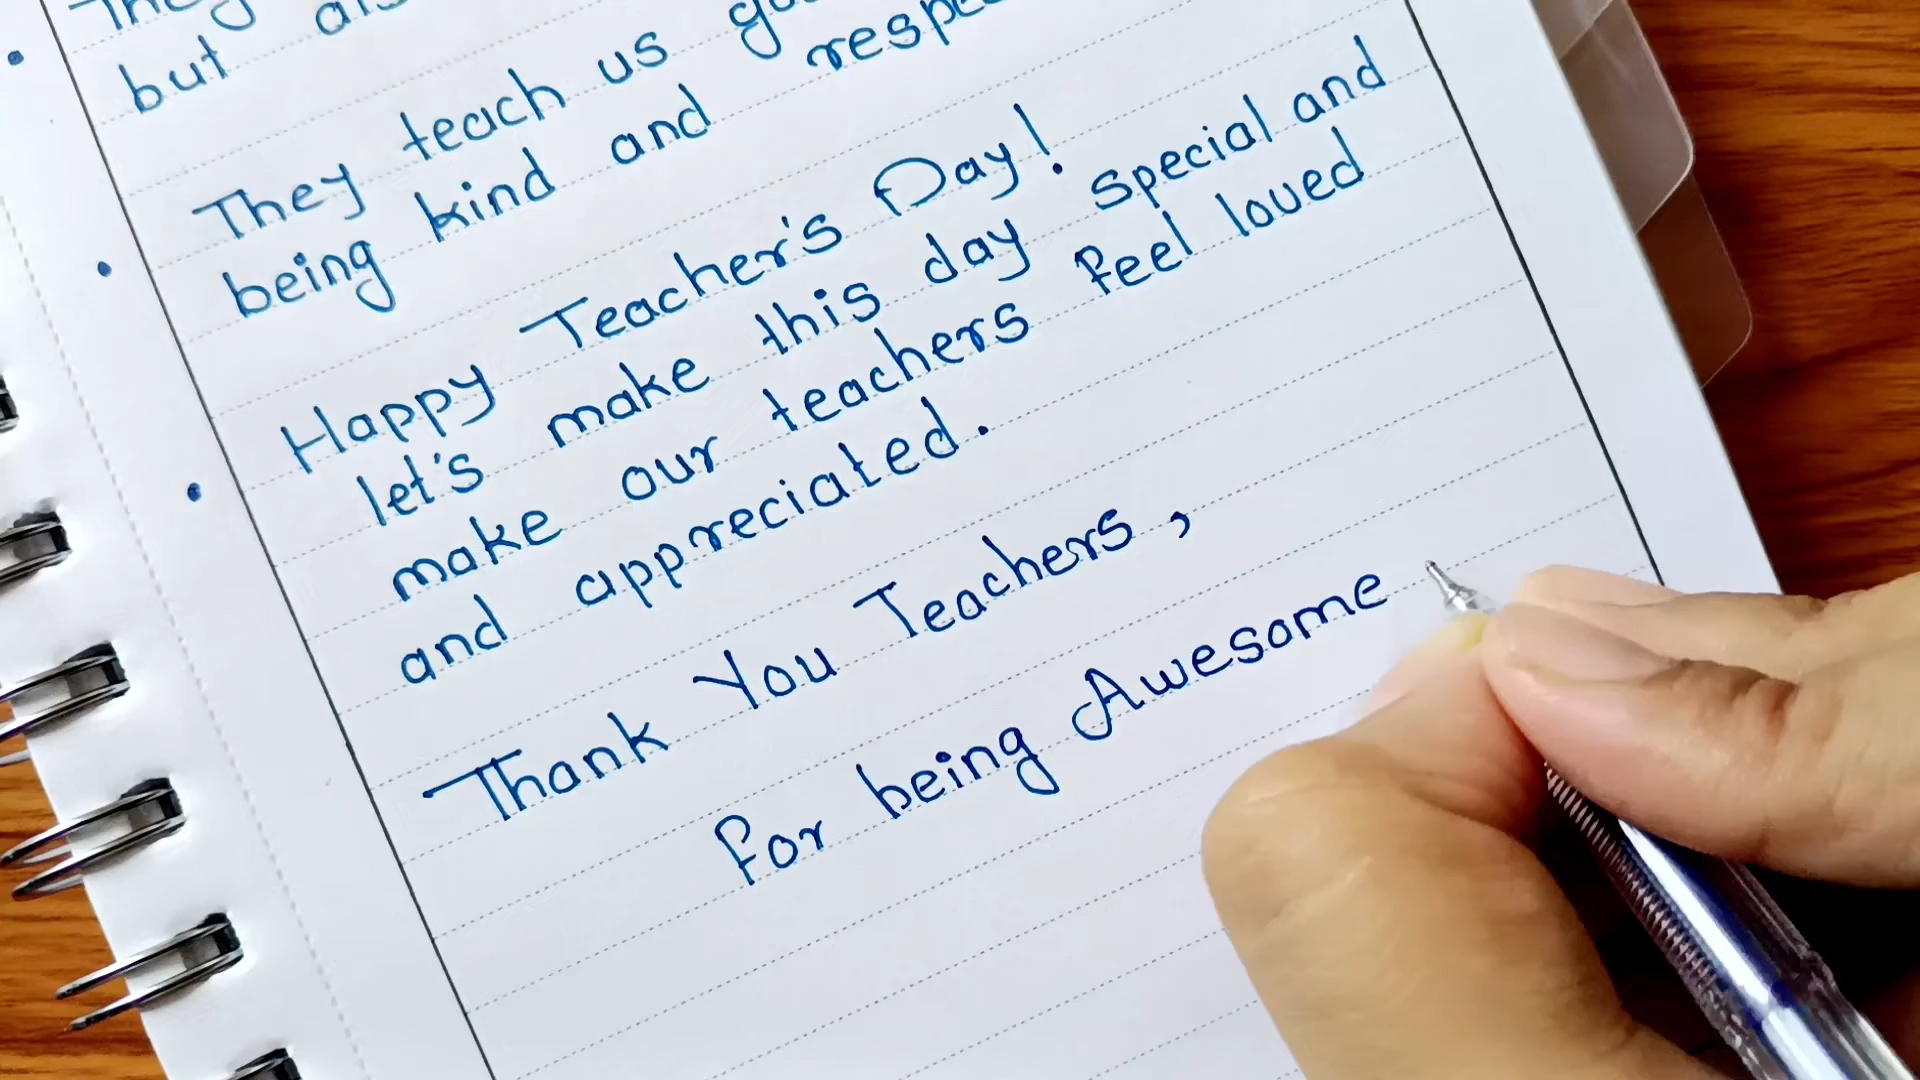 They
but
They teach us
being kind and
Happy Teacher's Day!
let's make this day special and
make our teachers feel loved
and appreciated.
Thank You Teachers,
for being Awesome